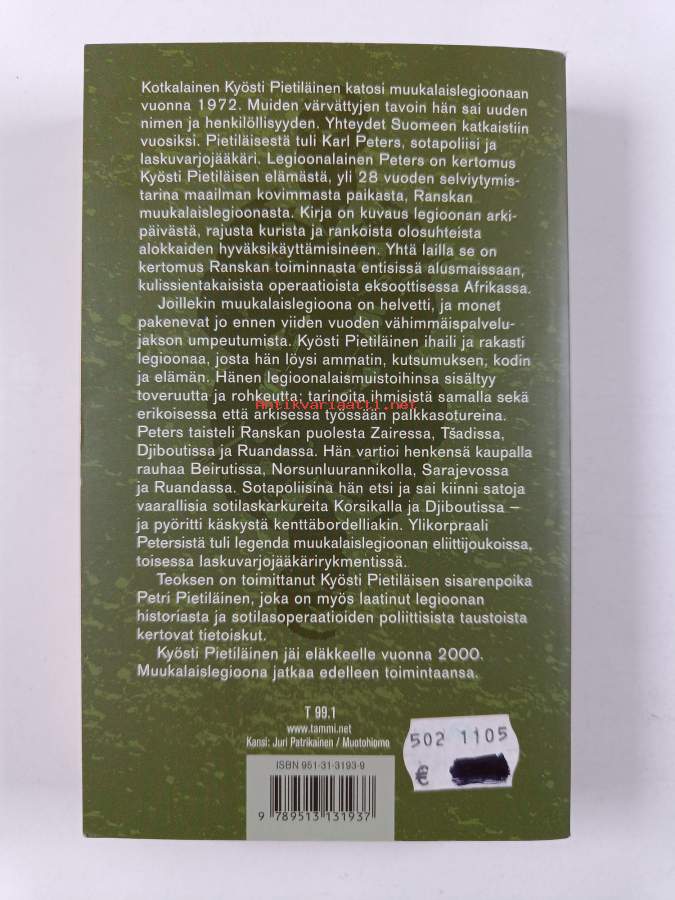 Kotkalainen Kyösti Pietiläinen katosi muukalaislegioonaan
vuonna 1972. Muiden värvättyjen tavoin hän sai uuden
nimen ja henkilöllisyyden. Yhteydet Suomeen katkaistiin
vuosiksi. Pietiläisestä tuli Karl Peters, sotapoliisi ja
laskuvarjojääkäri. Legioonalainen Peters on kertomus
Kyösti Pietiläisen elämästä, yli 28 vuoden selviytymis-
tarina maailman kovimmasta paikasta, Ranskan
muukalaislegioonasta. Kirja on kuvaus legioonan arki-
päivästä, rajusta kurista ja rankoista olosuhteista
alokkaiden hyväksikäyttämisineen. Yhtä lailla se on
kertomus Ranskan toiminnasta entisissä alusmaissaan,
kulissientakaisista operaatioista eksoottisessa Afrikassa.
Joillekin muukalaislegioona on helvetti, ja monet
pakenevat jo ennen viiden vuoden vähimmäispalvelu-
jakson umpeutumista. Kyösti Pietiläinen ihaili ja rakasti
legioonaa, josta hän löysi ammatin, kutsumuksen, kodin
ja elämän. Hänen legioonalaismuistoihinsa sisältyy
toveruutta ja rohkeutta; tarinoita ihmisistä samalla sekä
Antikvariaatti.net
erikoisessa että arkisessa työssään palkkasotureina.
Peters taisteli Ranskan puolesta Zairessa, Tšadissa,
Djiboutissa ja Ruandassa. Hän vartioi henkensä kaupalla
rauhaa Beirutissa, Norsunluurannikolla, Sarajevossa
ja Ruandassa. Sotapoliisina hän etsi ja sai kiinni satoja
vaarallisia sotilaskarkureita Korsikalla ja Djiboutissa –
ja pyöritti käskystä kenttäbordelliakin. Ylikorpraali
Petersistä tuli legenda muukalaislegioonan eliittijoukoissa,
toisessa laskuvarjojääkärirykmentissä.
Teoksen on toimittanut Kyösti Pietiläisen sisarenpoika
Petri Pietiläinen, joka on myös laatinut legioonan
historiasta ja sotilasoperaatioiden poliittisista taustoista
kertovat tietoiskut.
Kyösti Pietiläinen jäi eläkkeelle vuonna 2000.
Muukalaislegioona jatkaa edelleen toimintaansa.
T 99.1
www.tammi.net
Kansi: Juri Patrikainen / Muotohiomo
502 1105
€
ISBN 951-31-3193-9
9 789513 131937